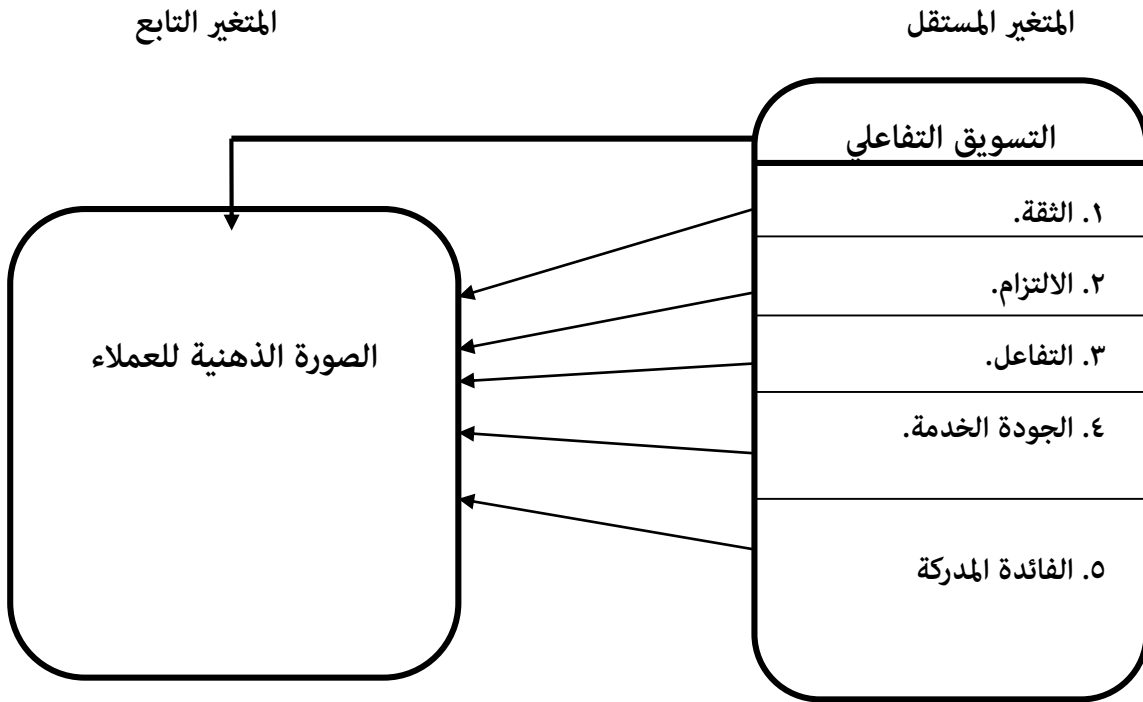 المتغير المستقل
المتغير التابع
التسويق التفاعلي
١. الثقة.
٢. الالتزام.
٣. التفاعل.
٤. الجودة الخدمة.
٥. الفائدة المدركة
الصورة الذهنية للعملاء